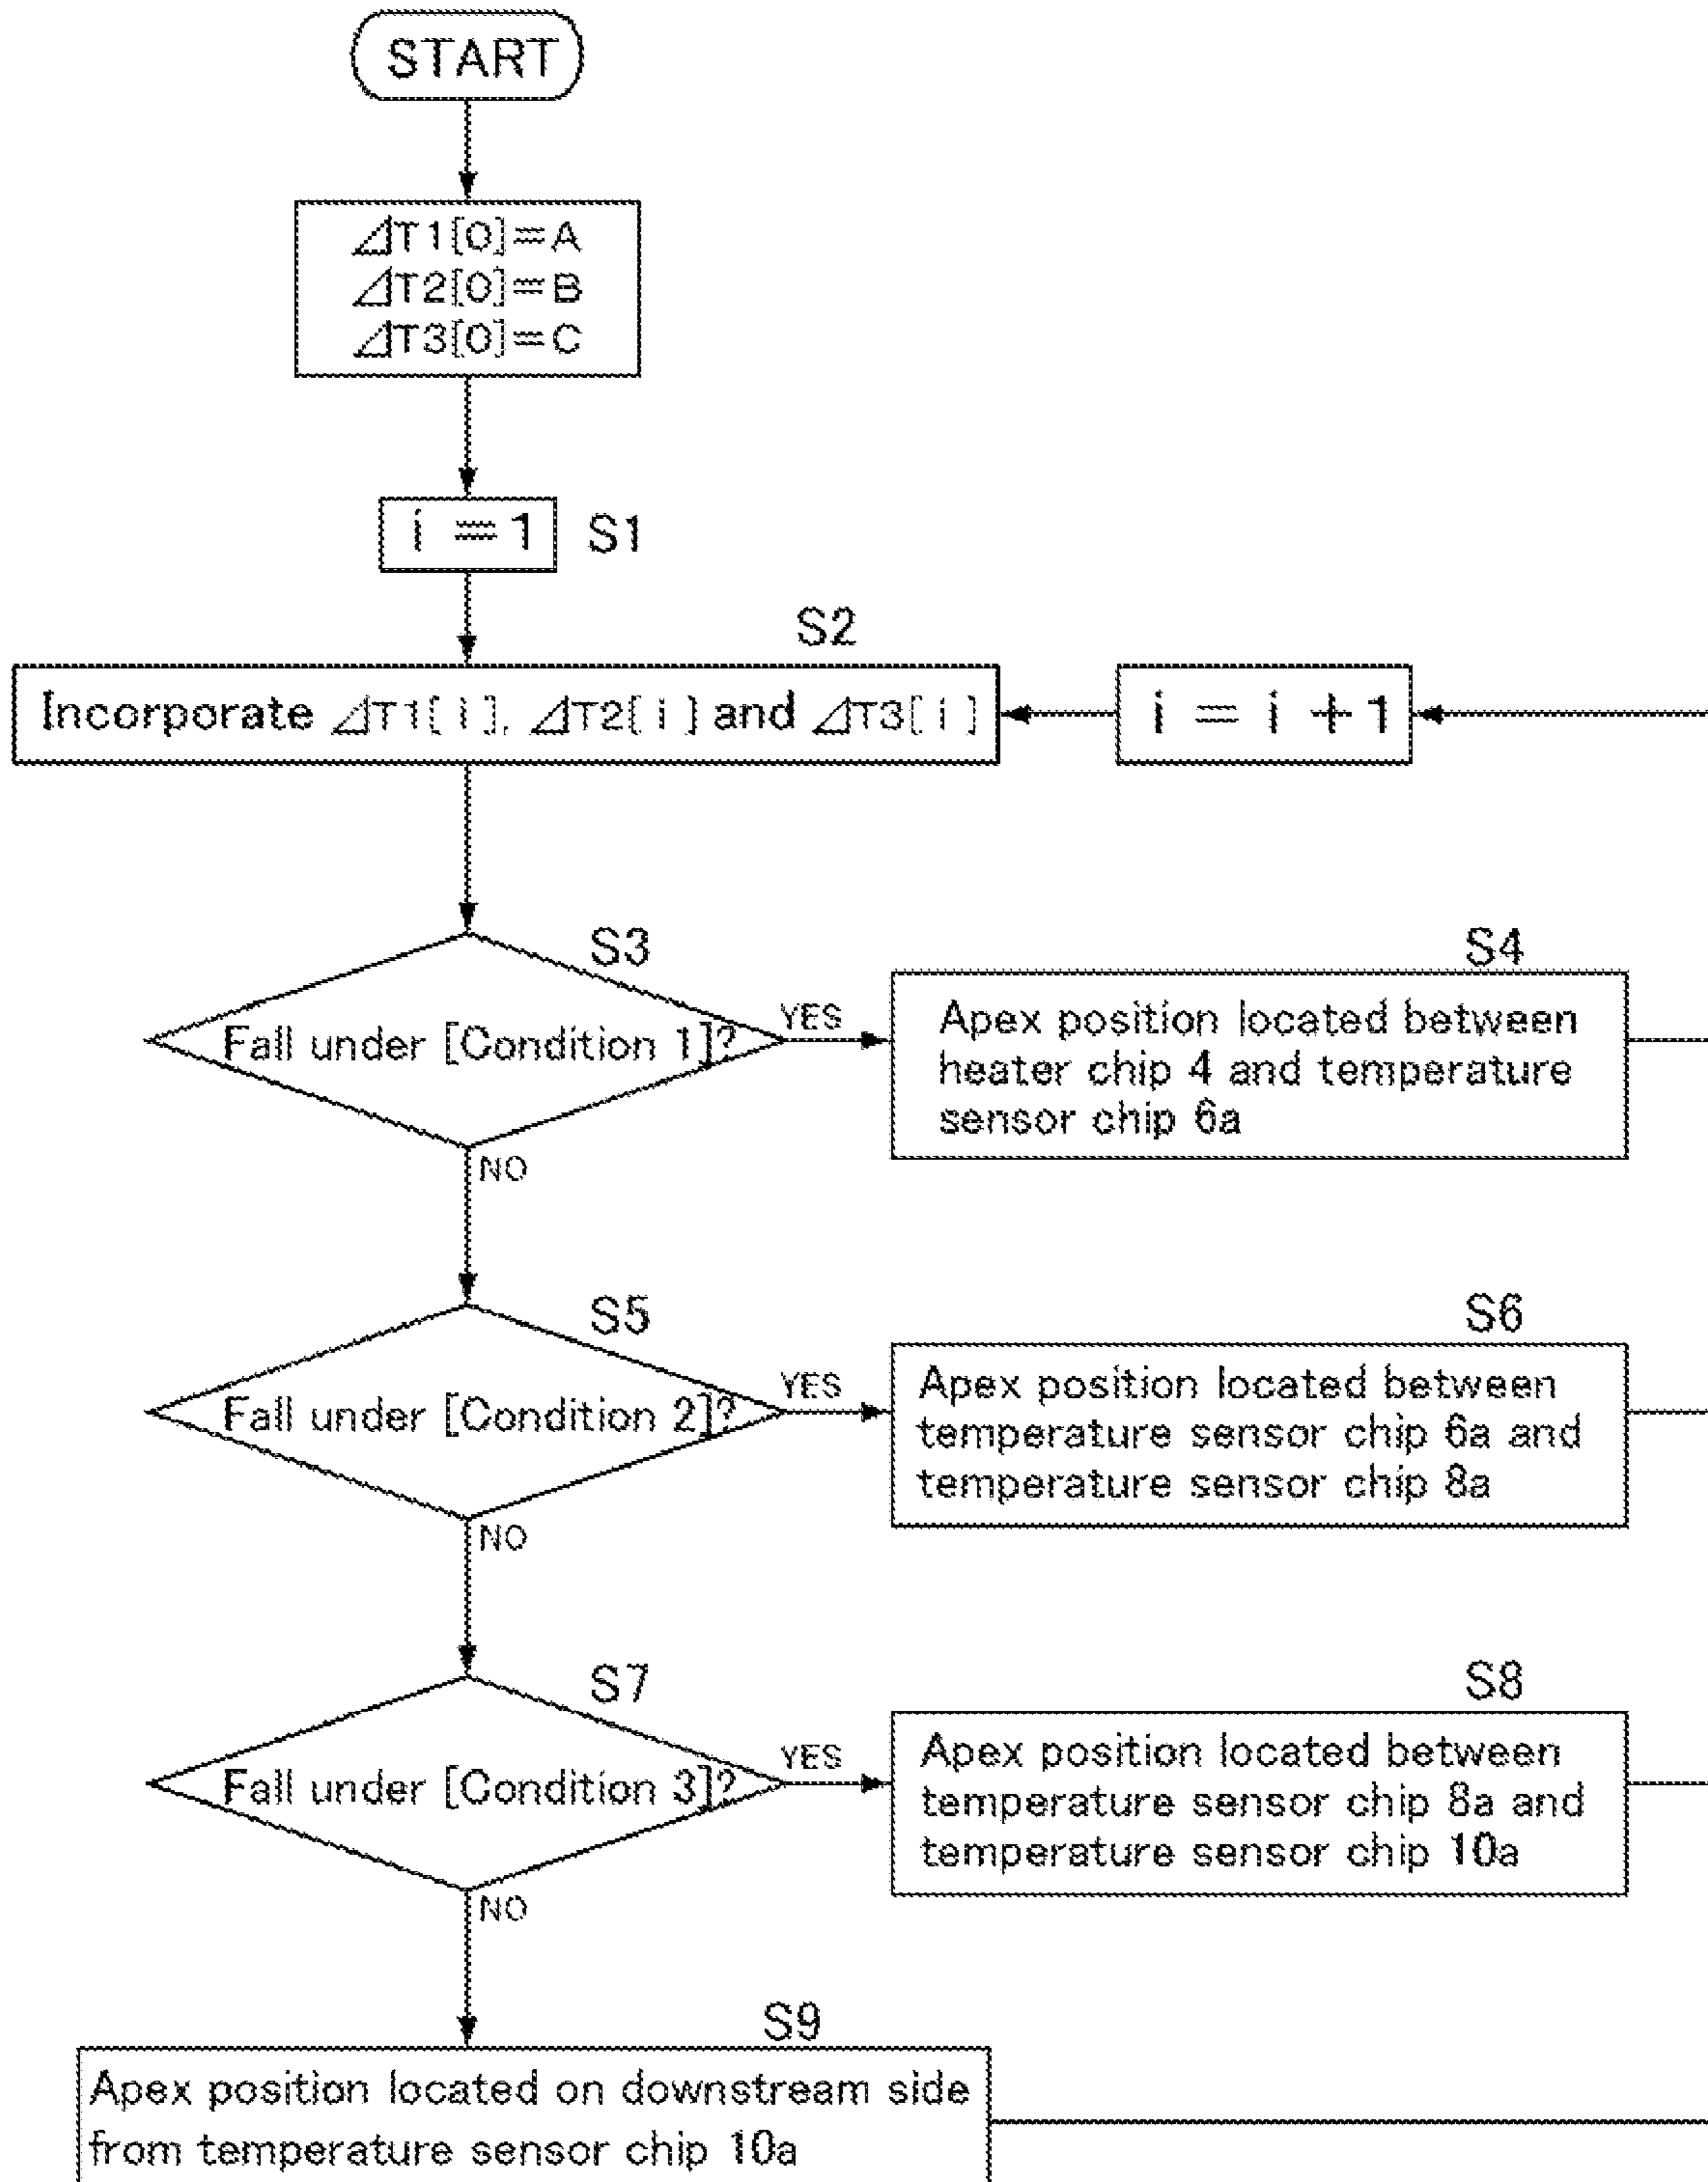 START
⊿T1[0]=A
⊿T2[0]=B
⊿T3[0]=C
i=1
S1
S2
Incorporate ⊿T1[i], ⊿T2[i] and ⊿T3[i]
i = i +1
S3
Fall under [Condition 1]?
YES
NO
S4
Apex position located between
heater chip 4 and temperature
sensor chip 6a
S5
Fall under [Condition 2]?
YES
NO
S6
Apex position located between
temperature sensor chip 6a and
temperature sensor chip 8a
S7
Fall under [Condition 3]?
YES
NO
S8
Apex position located between
temperature sensor chip 8a and
temperature sensor chip 10a
S9
Apex position located on downstream side
from temperature sensor chip 10a